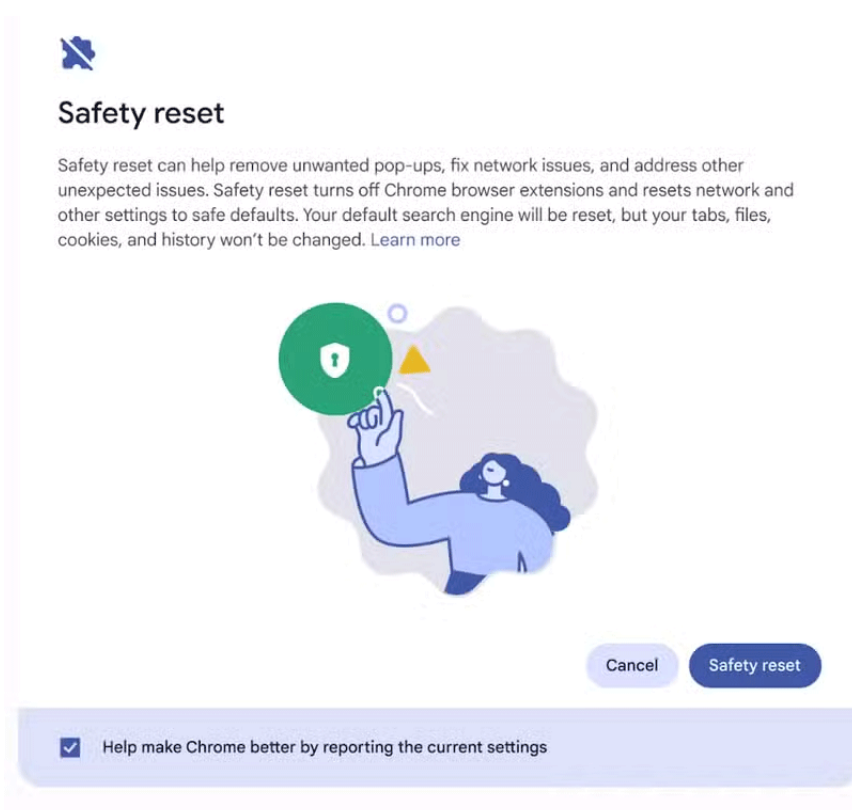 Safety reset
Safety reset can help remove unwanted pop-ups, fix network issues, and address other
unexpected issues. Safety reset turns off Chrome browser extensions and resets network and
other settings to safe defaults. Your default search engine will be reset, but your tabs, files,
cookies, and history won't be changed. Learn more
Cancel
Safety reset
Help make Chrome better by reporting the current settings